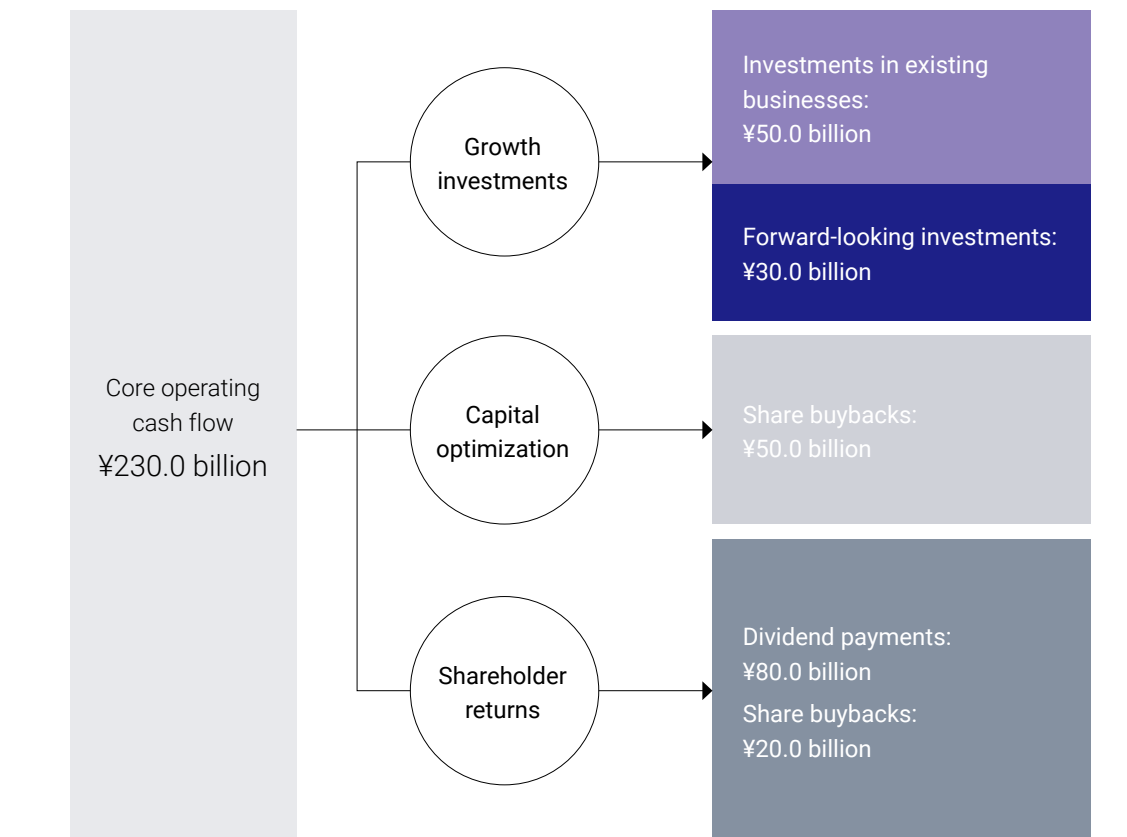 Core operating
cash flow
¥230.0 billion
Growth
investments
Investments in existing
businesses:
¥50.0 billion
Forward-looking investments:
¥30.0 billion
Capital
optimization
Share buybacks:
¥50.0 billion
Shareholder
returns
Dividend payments:
¥80.0 billion
Share buybacks:
¥20.0 billion